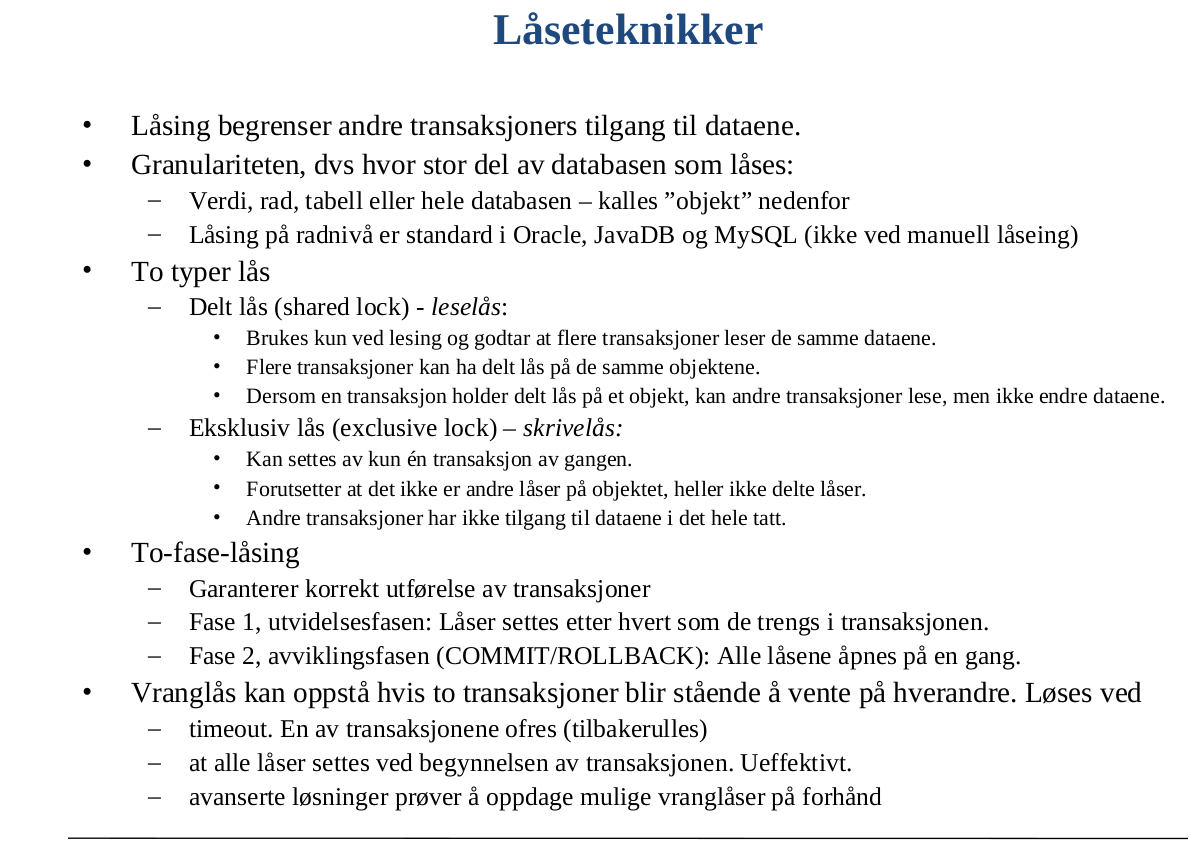 Låseteknikker
• Låsing begrenser andre transaksjoners tilgang til dataene.
• Granulariteten, dvs hvor stor del av databasen som låses:
– Verdi, rad, tabell eller hele databasen – kalles ”objekt” nedenfor
– Låsing på radnivå er standard i Oracle, JavaDB og MySQL (ikke ved manuell låseing)
• To typer lås
– Delt lås (shared lock) - leselås:
• Brukes kun ved lesing og godtar at flere transaksjoner leser de samme dataene.
• Flere transaksjoner kan ha delt lås på de samme objektene.
• Dersom en transaksjon holder delt lås på et objekt, kan andre transaksjoner lese, men ikke endre dataene.
– Eksklusiv lås (exclusive lock) – skrivelås:
• Kan settes av kun én transaksjon av gangen.
• Forutsetter at det ikke er andre låser på objektet, heller ikke delte låser.
• Andre transaksjoner har ikke tilgang til dataene i det hele tatt.
• To-fase-låsing
– Garanterer korrekt utførelse av transaksjoner
– Fase 1, utvidelsesfasen: Låser settes etter hvert som de trengs i transaksjonen.
– Fase 2, avviklingsfasen (COMMIT/ROLLBACK): Alle låsene åpnes på en gang.
• Vranglås kan oppstå hvis to transaksjoner blir stående å vente på hverandre. Løses ved
– timeout. En av transaksjonene ofres (tilbakerulles)
– at alle låser settes ved begynnelsen av transaksjonen. Ueffektivt.
– avanserte løsninger prøver å oppdage mulige vranglåser på forhånd